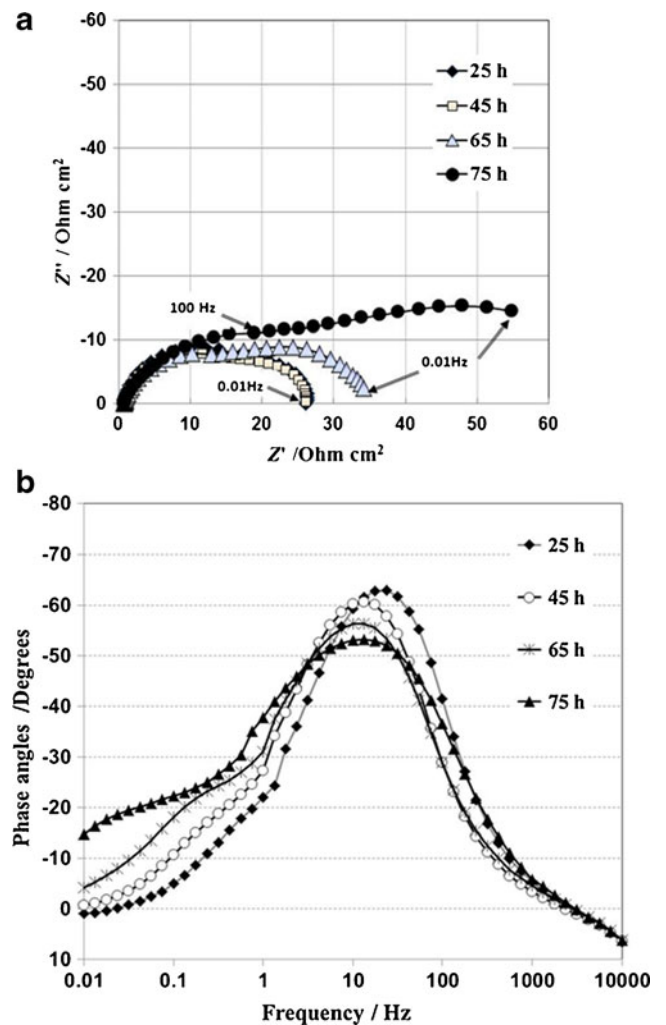 a
-60
-50
-40
-30
-20
-10
0
Z'' / Ohm cm²
25 h
45 h
65 h
75 h
100 Hz
0.01Hz
0.01Hz
0 10 20 30 40 50 60
Z' /Ohm cm²
b
-80
-70
-60
-50
-40
-30
-20
-10
0
10
Phase angles /Degrees
25 h
45 h
65 h
75 h
0.01 0.1 1 10 100 1000 10000
Frequency / Hz